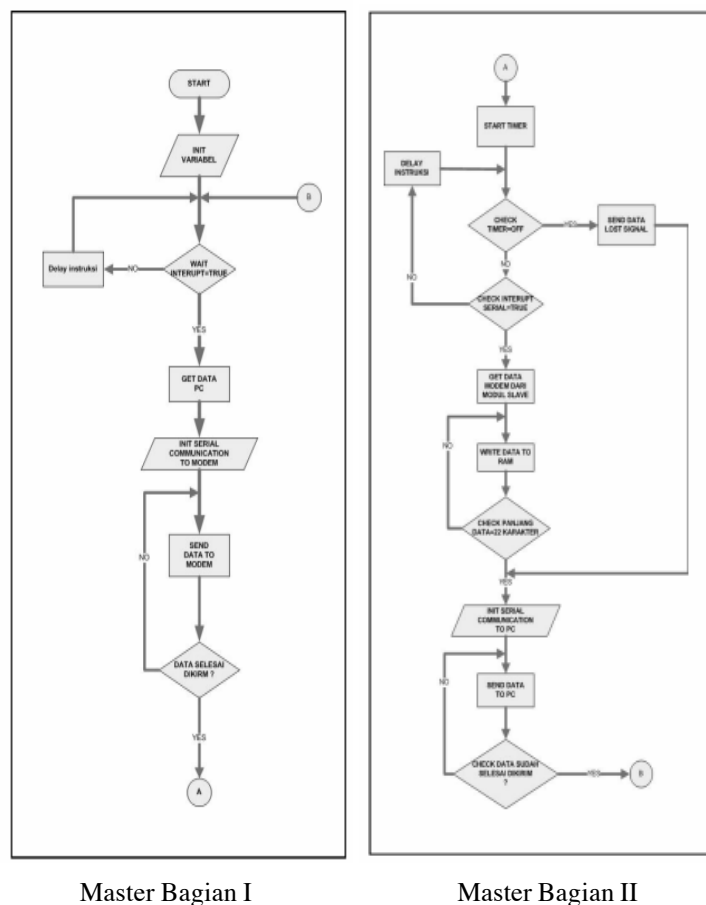 START
INIT
VARIABEL
B
WAIT
INTERUPT=TRUE
NO
Delay instruksi
YES
GET DATA
PC
INIT SERIAL
COMMUNICATION
TO MODEM
SEND
DATA TO
MODEM
NO
DATA SELESAI
DIKIRM ?
YES
A
Master Bagian I
A
START TIMER
DELAY
INSTRUKSI
CHECK
TIMER=OFF
YES
SEND DATA
LOST SIGNAL
NO
NO
CHECK INTERUPT
SERIAL=TRUE
YES
GET DATA
MODEM DARI
MODUL SLAVE
NO
WRITE DATA TO
RAM
CHECK PANJANG
DATA=22 KARAKTER
YES
INIT SERIAL
COMMUNICATION
TO PC
NO
SEND DATA
TO PC
CHECK DATA SUDAH
SELESAI DIKIRIM
?
YES
B
Master Bagian II